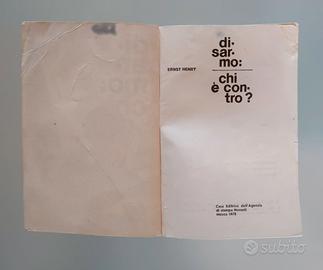 di-
sar-
mo:
ERNST HENRY
chi
è con-
tro?
Casa Editrice dell'Agenzia
di stampa Novosti
Mosca 1978
subito